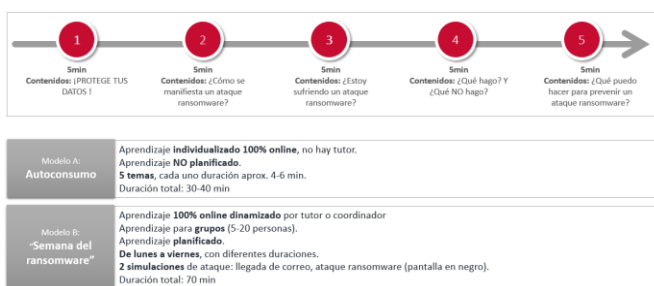 1
5min
Contenidos: ¡PROTEGE TUS
DATOS !
2
5min
Contenidos: ¿Cómo se
manifiesta un ataque
ransomware?
3
5min
Contenidos: ¿Estoy
sufriendo un ataque
ransomware?
4
5min
Contenidos: ¿Qué hago? Y
¿Qué NO hago?
5
5min
Contenidos: ¿Qué puedo
hacer para prevenir un
ataque ransomware?
Modelo A:
Autoconsumo
Aprendizaje individualizado 100% online, no hay tutor.
Aprendizaje NO planificado.
5 temas, cada uno duración aprox. 4-6 min.
Duración total: 30-40 min
Modelo B:
"Semana del
ransomware"
Aprendizaje 100% online dinamizado por tutor o coordinador
Aprendizaje para grupos (5-20 personas).
Aprendizaje planificado.
De lunes a viernes, con diferentes duraciones.
2 simulaciones de ataque: llegada de correo, ataque ransomware (pantalla en negro).
Duración total: 70 min